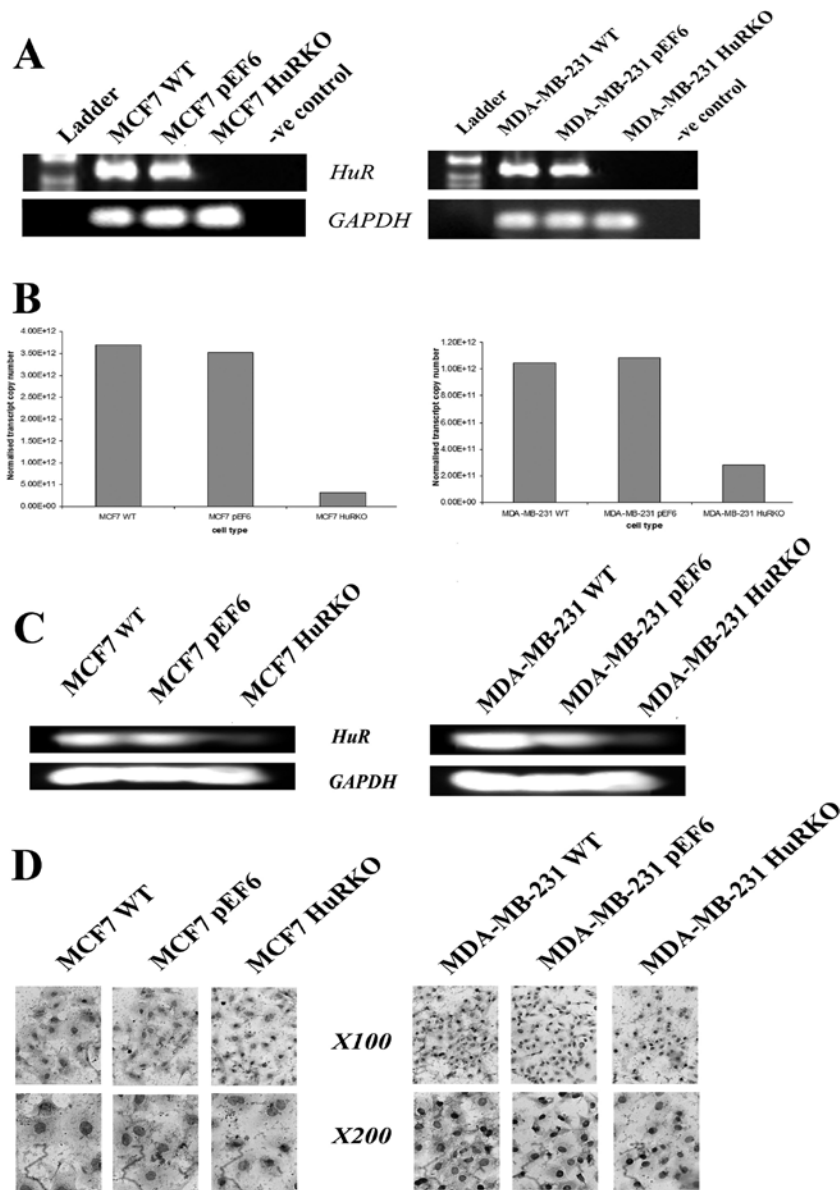 A
Ladder
MCF7 WT
MCF7 pEF6
MCF7 HuRKO
-ve control
HuR
GAPDH
Ladder
MDA-MB-231 WT
MDA-MB-231 pEF6
MDA-MB-231 HuRKO
-ve control
B
Normalised transcript copy number
4.00E+12
3.50E+12
3.00E+12
2.50E+12
2.00E+12
1.50E+12
1.00E+12
5.00E+11
0.00E+00
MCF7 WT
MCF7 pEF6
MCF7 HuRKO
cell type
Normalised transcript copy number
1.20E+12
1.00E+12
8.00E+11
6.00E+11
4.00E+11
2.00E+11
0.00E+00
MDA-MB-231 WT
MDA-MB-231 pEF6
MDA-MB-231 HuRKO
cell type
C
MCF7 WT
MCF7 pEF6
MCF7 HuRKO
HuR
GAPDH
MDA-MB-231 WT
MDA-MB-231 pEF6
MDA-MB-231 HuRKO
D
MCF7 WT
MCF7 pEF6
MCF7 HuRKO
X100
X200
MDA-MB-231 WT
MDA-MB-231 pEF6
MDA-MB-231 HuRKO